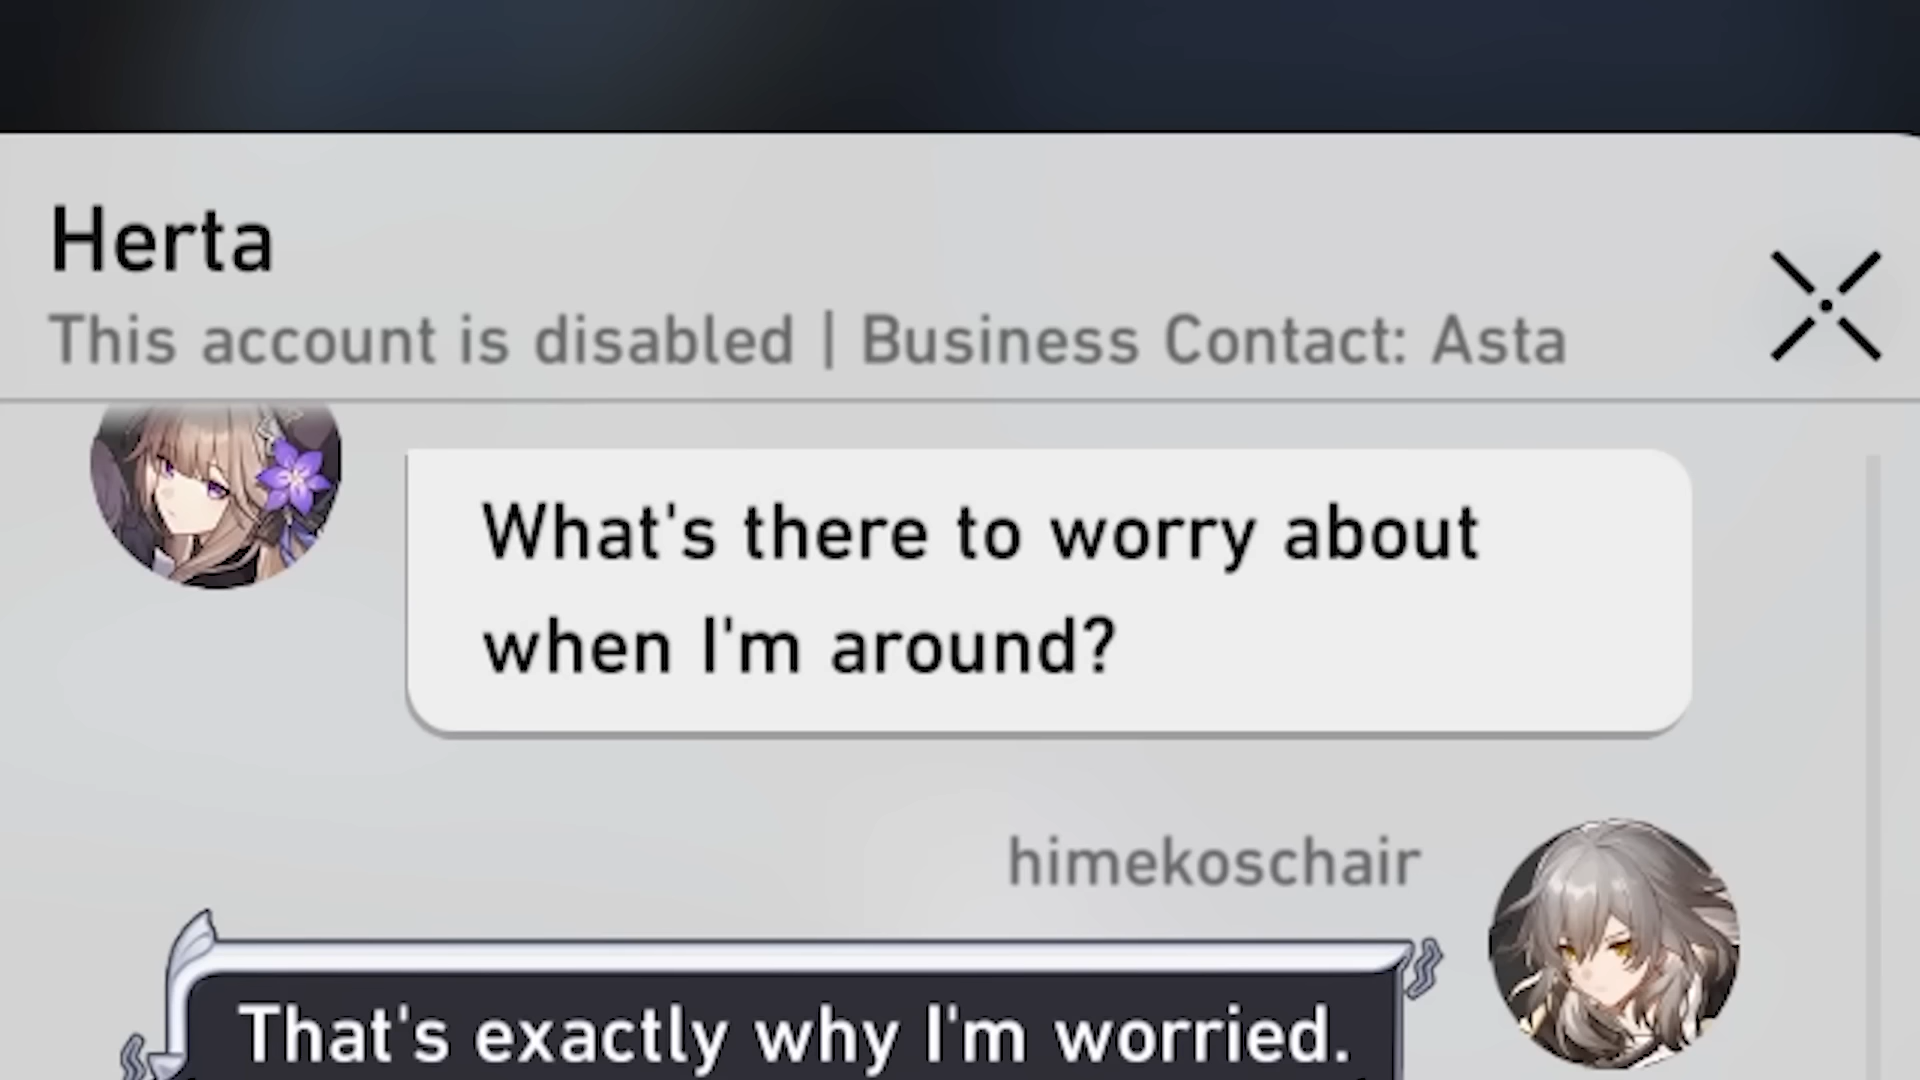 Herta
This account is disabled | Business Contact: Asta
What's there to worry about
when I'm around?
himekoschair
That's exactly why I'm worried.